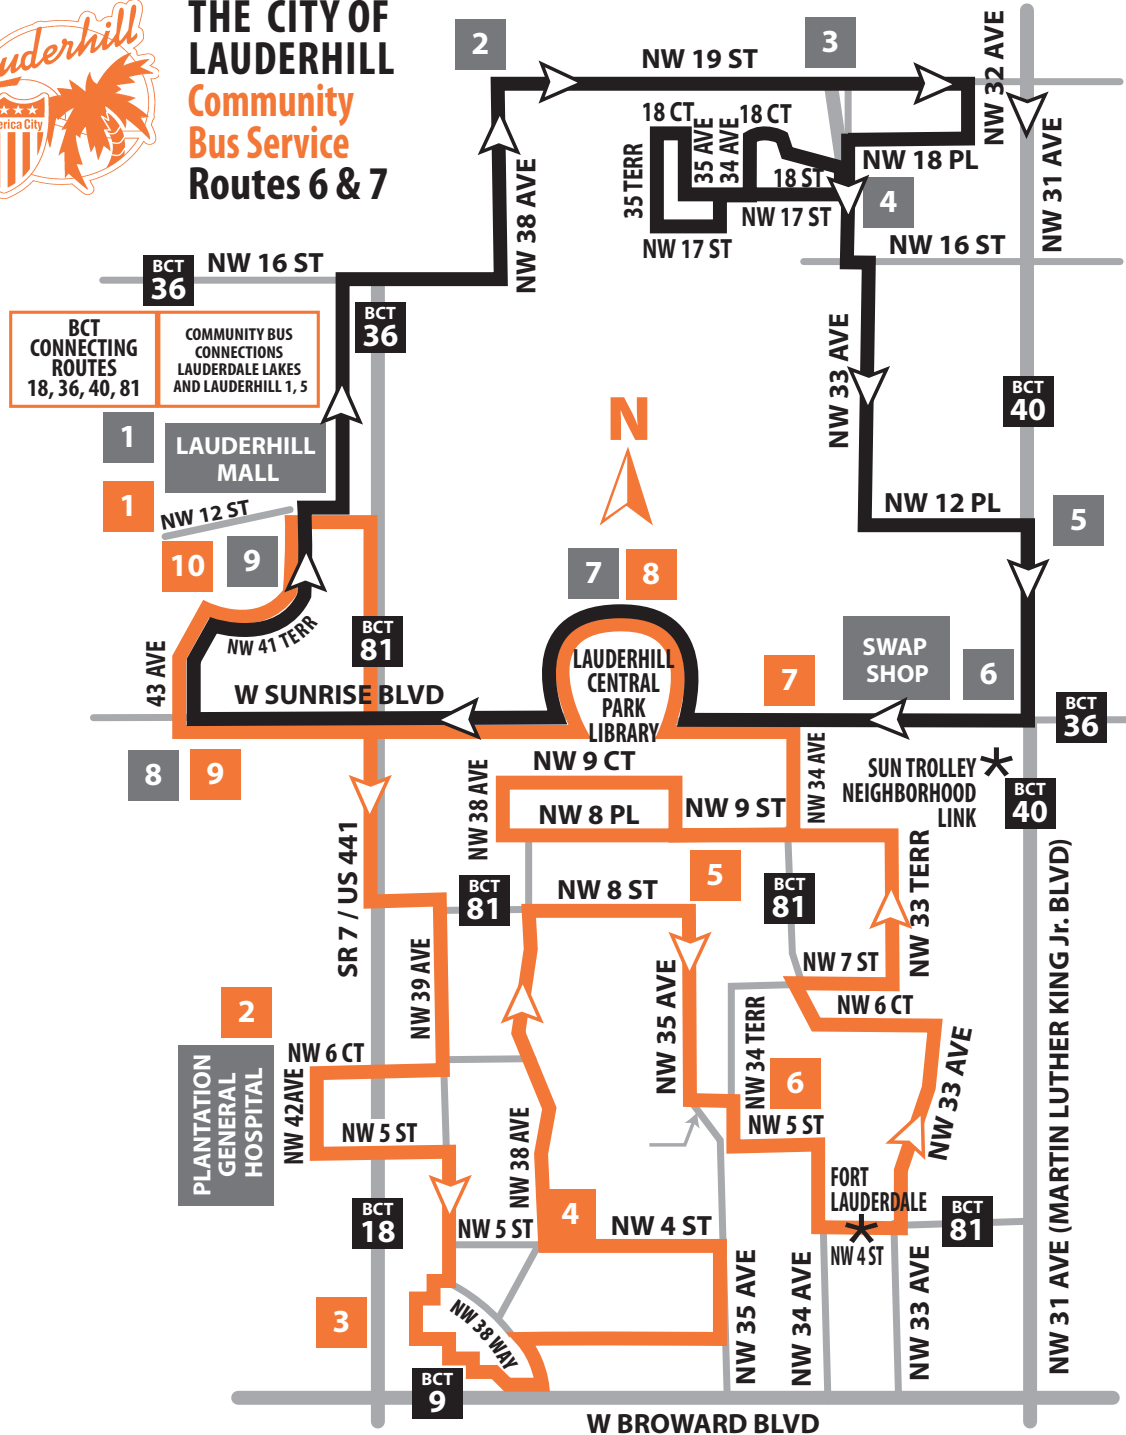 THE CITY OF
LAUDERHILL
Community
Bus Service
Routes 6 & 7
auderhill
erica City
2
3
NW 19 ST
NW 32 AVE
NW 31 AVE
18 CT
18 CT
35 AVE
34 AVE
35 TERR
NW 18 PL
18 ST
4
NW 17 ST
NW 17 ST
NW 16 ST
NW 38 AVE
BCT
36
NW 16 ST
BCT
36
BCT
CONNECTING
ROUTES
18, 36, 40, 81
COMMUNITY BUS
CONNECTIONS
LAUDERDALE LAKES
AND LAUDERHILL 1, 5
NW 33 AVE
BCT
40
N
1
LAUDERHILL
MALL
1
NW 12 ST
NW 12 PL
5
10
9
7
8
NW 41 TERR
BCT
81
43 AVE
W SUNRISE BLVD
LAUDERHILL
CENTRAL
PARK
LIBRARY
7
SWAP
SHOP
6
BCT
36
8
9
NW 38 AVE
NW 9 CT
NW 8 PL
NW 9 ST
NW 34 AVE
SUN TROLLEY
NEIGHBORHOOD
LINK
BCT
40
SR 7 / US 441
5
BCT
81
NW 8 ST
BCT
81
NW 33 TERR
NW 39 AVE
NW 35 AVE
NW 7 ST
NW 6 CT
NW 34 TERR
2
NW 6 CT
PLANTATION
GENERAL
HOSPITAL
NW 42AVE
NW 5 ST
6
NW 5 ST
NW 33 AVE
NW 38 AVE
BCT
18
NW 5 ST
4
NW 4 ST
FORT
LAUDERDALE
NW 4 ST
BCT
81
NW 31 AVE (MARTIN LUTHER KING Jr. BLVD)
3
NW 38 WAY
NW 35 AVE
NW 34 AVE
NW 33 AVE
BCT
9
W BROWARD BLVD